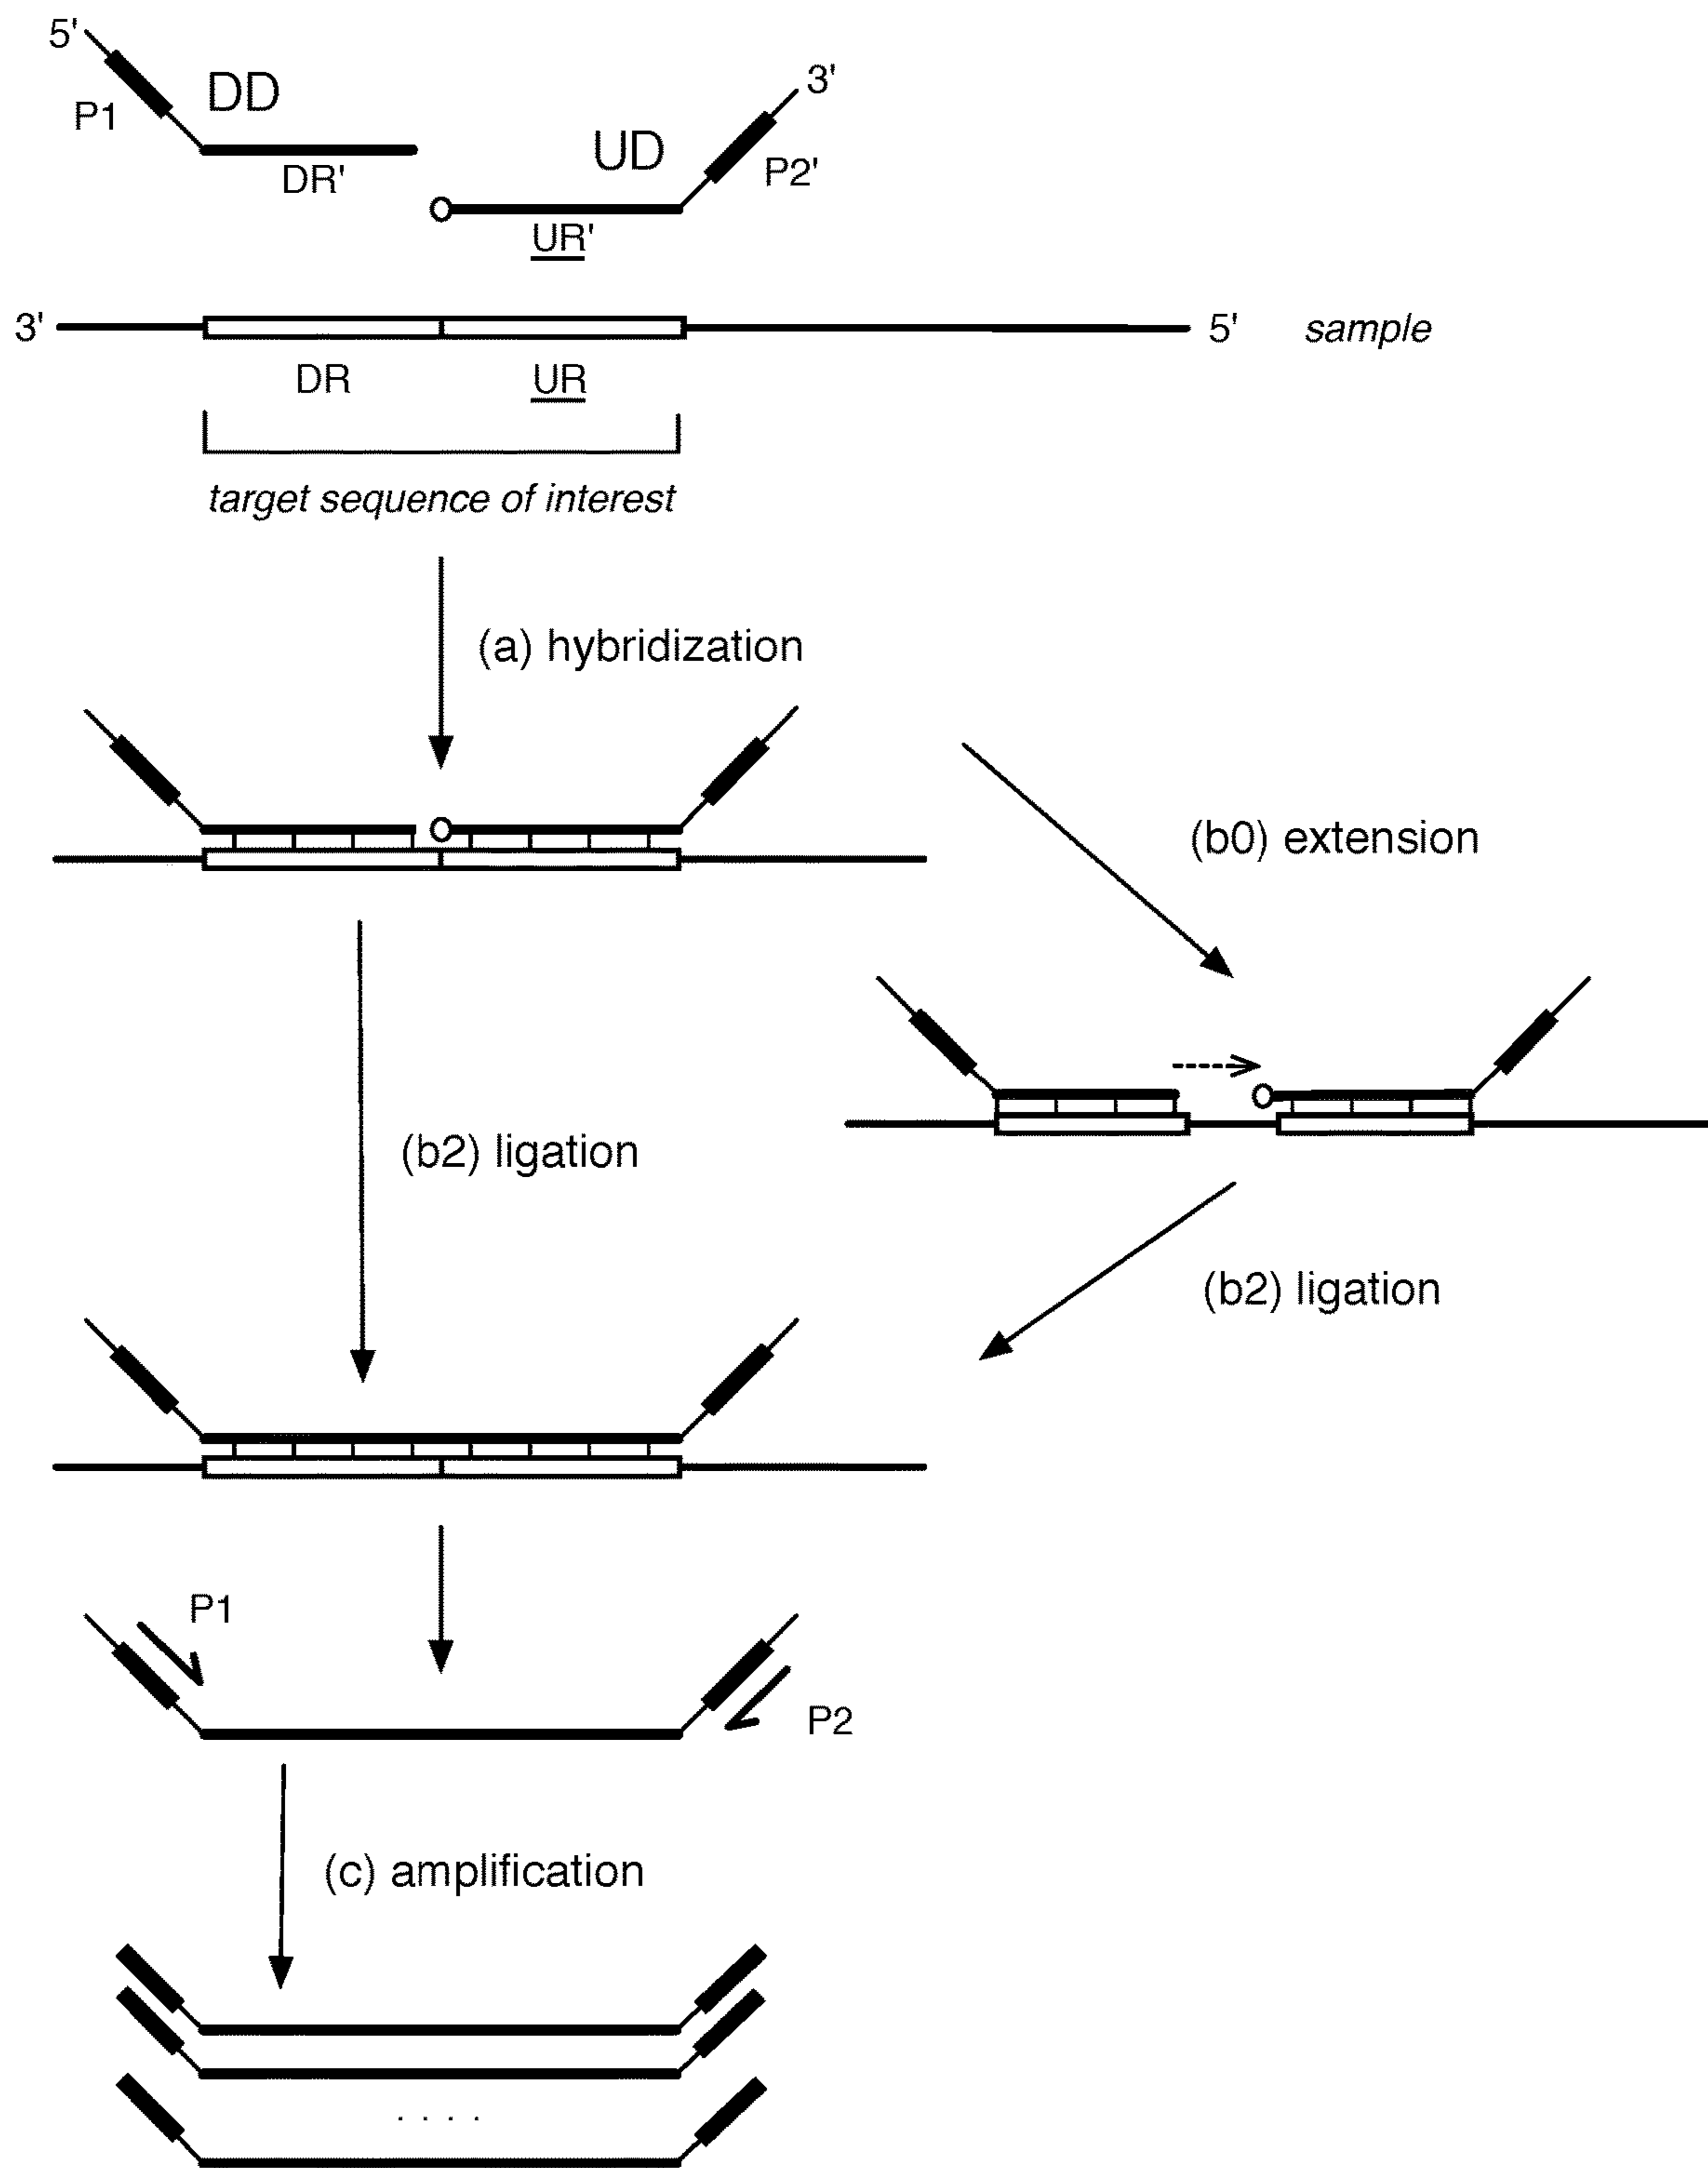 5'
3'
DD
P1
UD
P2'
DR'
UR'
3'
5'
sample
DR
UR
target sequence of interest
(a) hybridization
(b0) extension
(b2) ligation
(b2) ligation
P1
P2
(c) amplification
. . . .